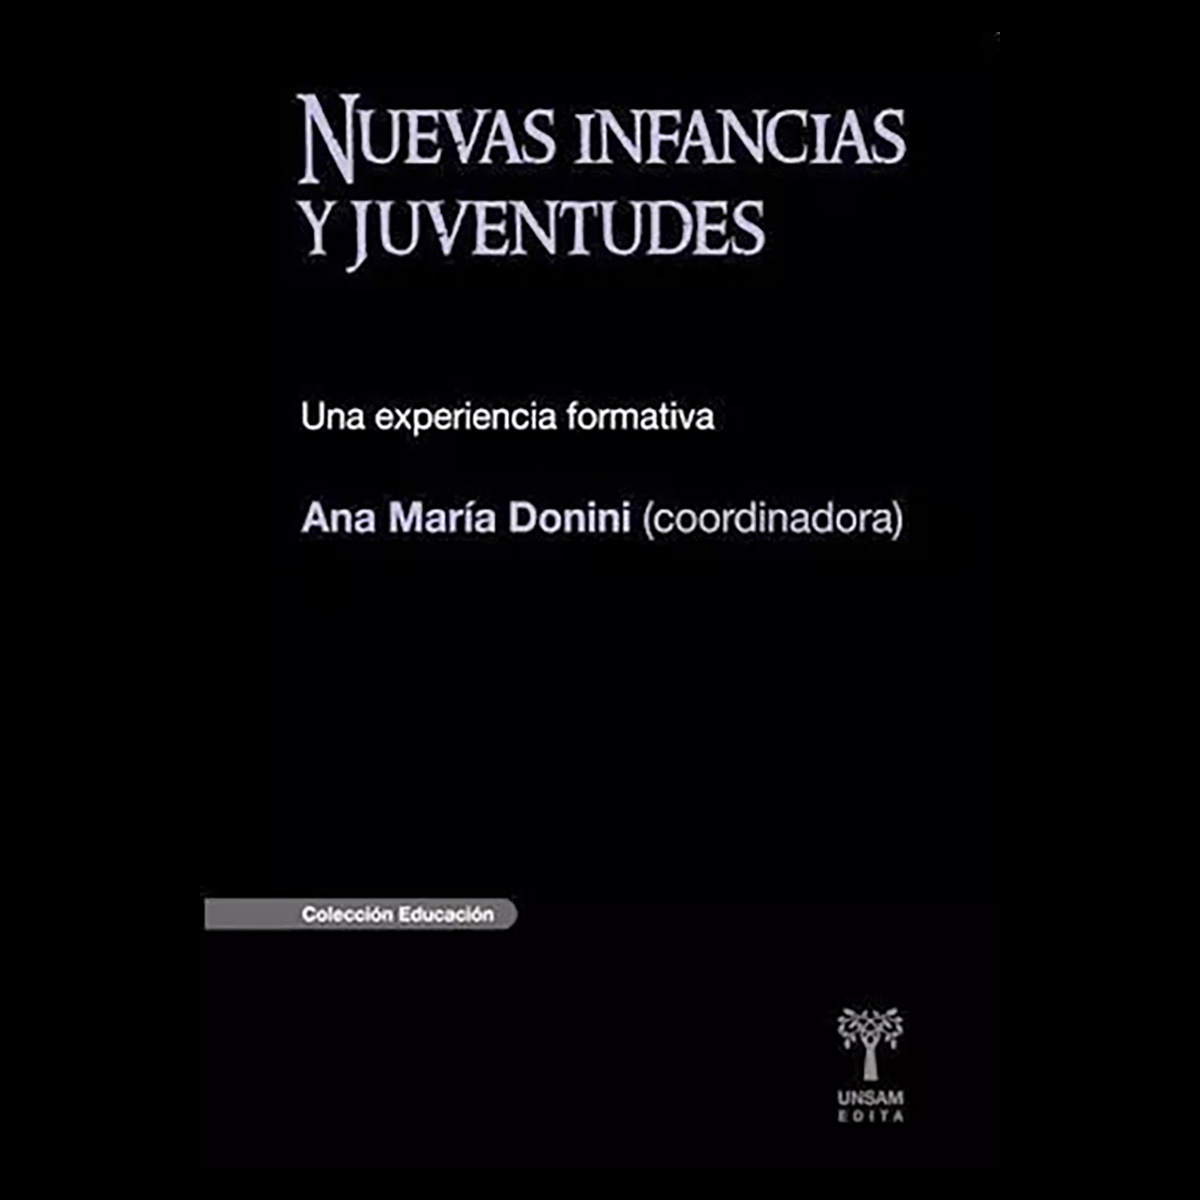 NUEVAS INFANCIAS
Y JUVENTUDES
Una experiencia formativa
Ana María Donini (coordinadora)
Colección Educación
UNSAM
EDITA